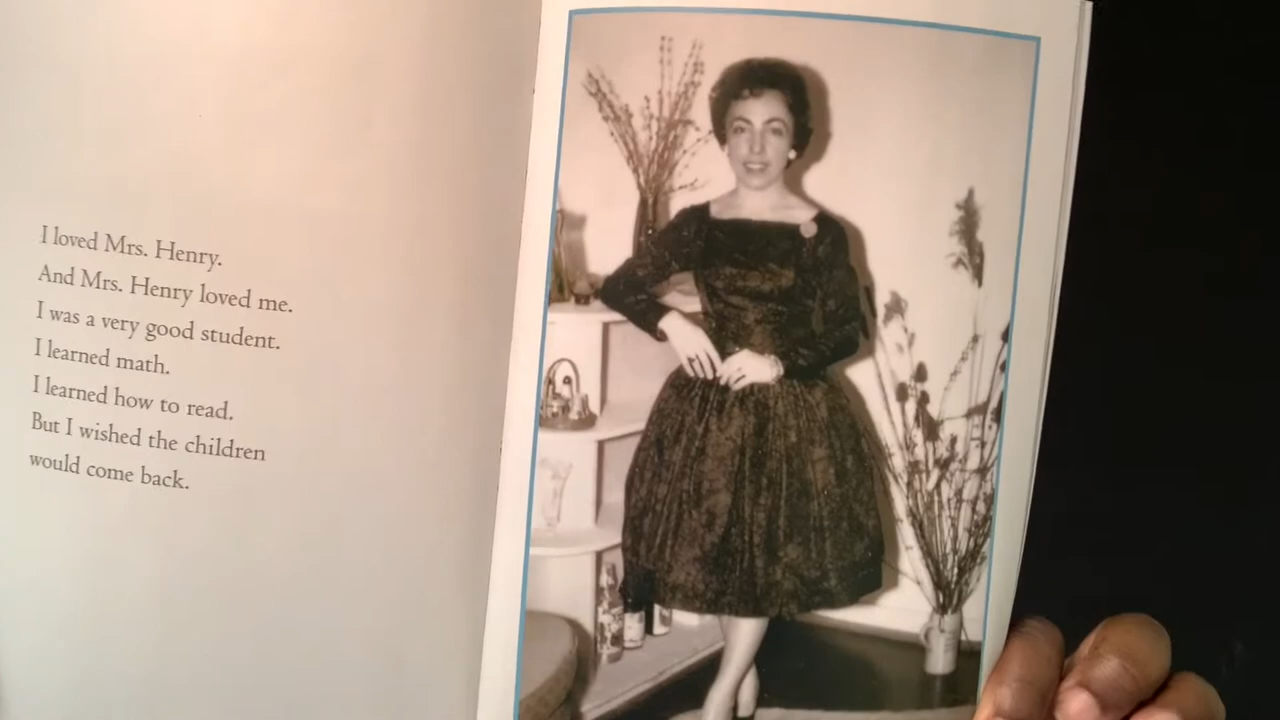 I loved Mrs. Henry.
And Mrs. Henry loved me.
I was a very good student.
I learned math.
I learned how to read.
But I wished the children
would come back.